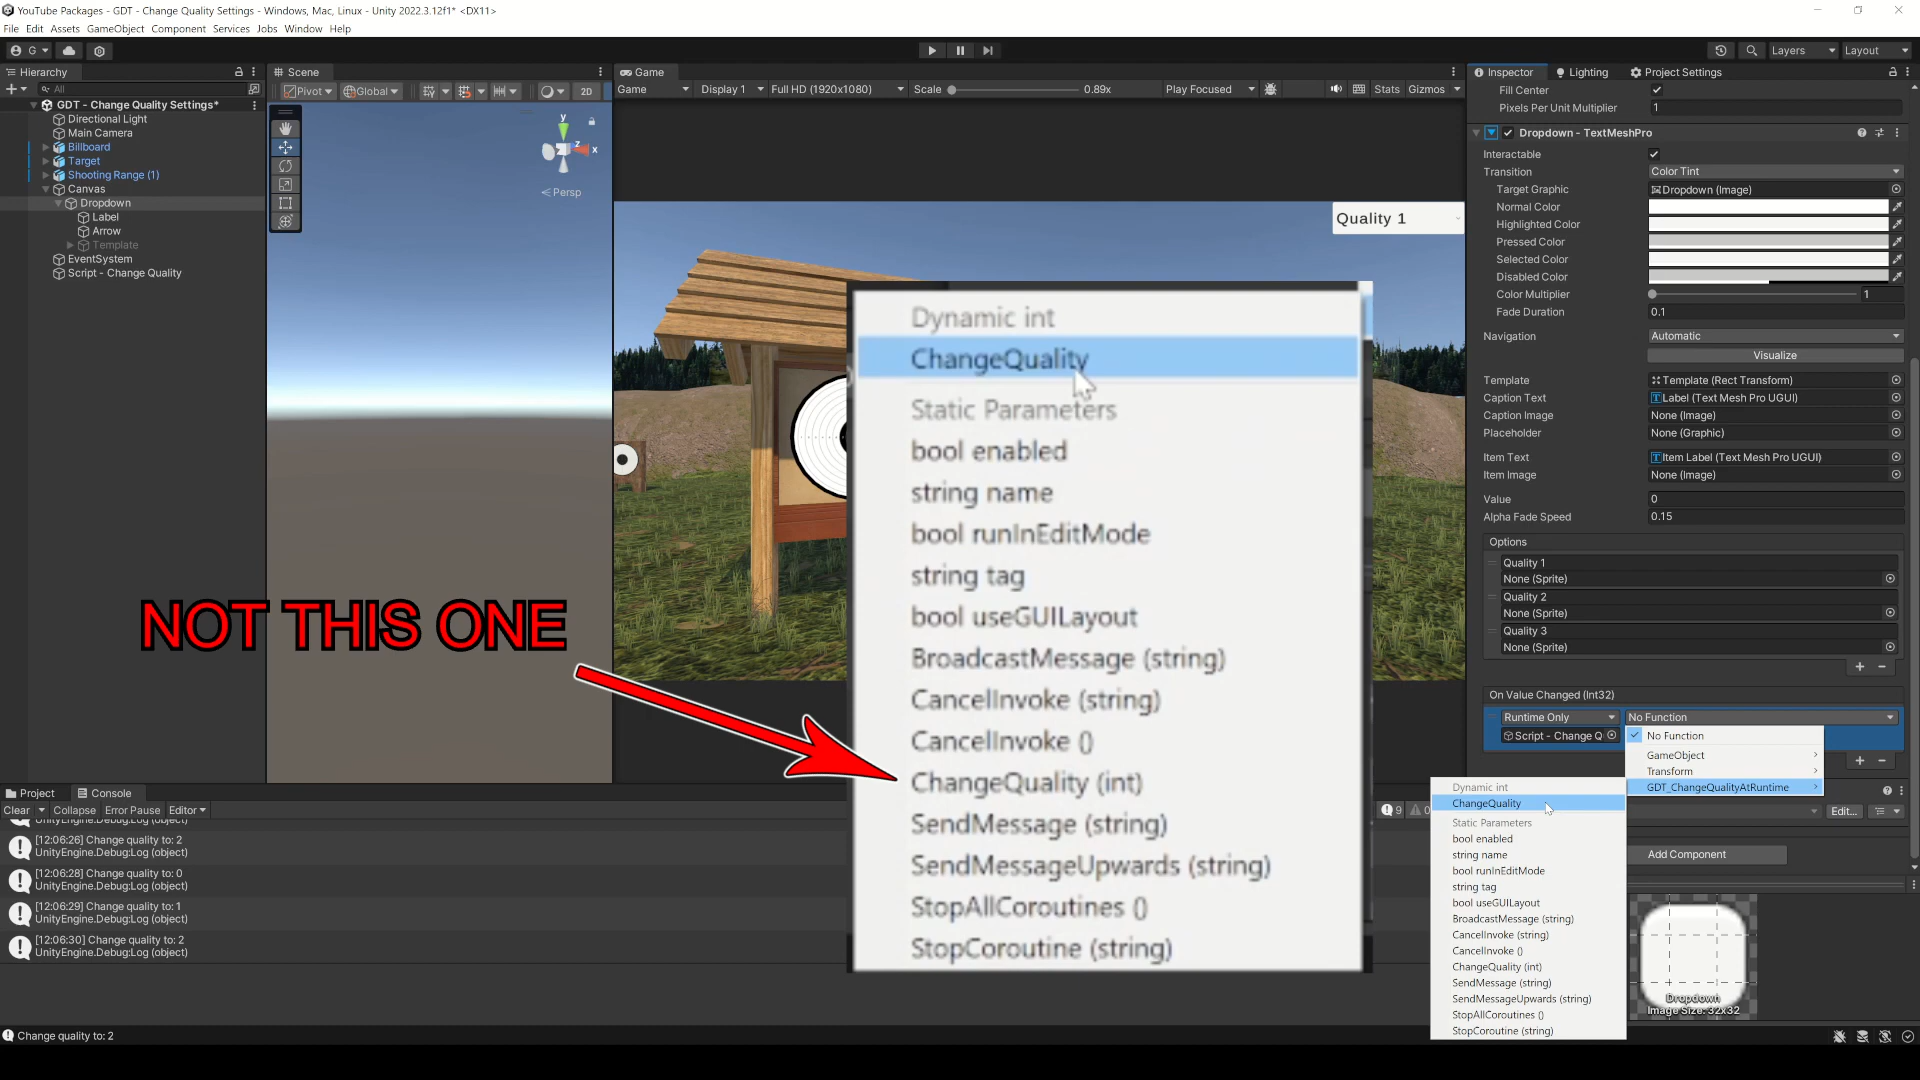 YouTube Packages - GDT - Change Quality Settings - Windows, Mac, Linux - Unity 2022.3.12f1* <DX11>
File Edit Assets GameObject Component Services Jobs Window Help
G
Layers
Layout
Hierarchy
All
GDT - Change Quality Settings*
Directional Light
Main Camera
Billboard
Target
Shooting Range (1)
Canvas
Dropdown
Label
Arrow
Template
EventSystem
Script - Change Quality
Scene
Pivot
Global
2D
y
z
x
Persp
Game
Game
Display 1
Full HD (1920x1080)
Scale
0.89x
Play Focused
Stats
Gizmos
Quality 1
Dynamic int
ChangeQuality
Static Parameters
bool enabled
string name
bool runInEditMode
string tag
bool useGUILayout
BroadcastMessage (string)
CancelInvoke (string)
CancelInvoke ()
ChangeQuality (int)
SendMessage (string)
SendMessageUpwards (string)
StopAllCoroutines ()
StopCoroutine (string)
NOT THIS ONE
Inspector
Lighting
Project Settings
Fill Center
Pixels Per Unit Multiplier
1
Dropdown - TextMeshPro
Interactable
Transition
Color Tint
Target Graphic
Dropdown (Image)
Normal Color
Highlighted Color
Pressed Color
Selected Color
Disabled Color
Color Multiplier
1
Fade Duration
0.1
Navigation
Automatic
Visualize
Template
Template (Rect Transform)
Caption Text
Label (Text Mesh Pro UGUI)
Caption Image
None (Image)
Placeholder
None (Graphic)
Item Text
Item Label (Text Mesh Pro UGUI)
Item Image
None (Image)
Value
0
Alpha Fade Speed
0.15
Options
Quality 1
None (Sprite)
Quality 2
None (Sprite)
Quality 3
None (Sprite)
On Value Changed (Int32)
Runtime Only
No Function
Script - Change Q
No Function
GameObject
Transform
GDT_ChangeQualityAtRuntime
Dynamic int
ChangeQuality
Static Parameters
bool enabled
string name
bool runInEditMode
string tag
bool useGUILayout
BroadcastMessage (string)
CancelInvoke (string)
CancelInvoke ()
ChangeQuality (int)
SendMessage (string)
SendMessageUpwards (string)
StopAllCoroutines ()
StopCoroutine (string)
Edit...
Add Component
Dropdown
Image Size: 32x32
Project
Console
Clear
Collapse
Error Pause
Editor
9
0
UnityEngine.Debug:Log (object)
[12:06:26] Change quality to: 2
UnityEngine.Debug:Log (object)
[12:06:28] Change quality to: 0
UnityEngine.Debug:Log (object)
[12:06:29] Change quality to: 1
UnityEngine.Debug:Log (object)
[12:06:30] Change quality to: 2
UnityEngine.Debug:Log (object)
Change quality to: 2